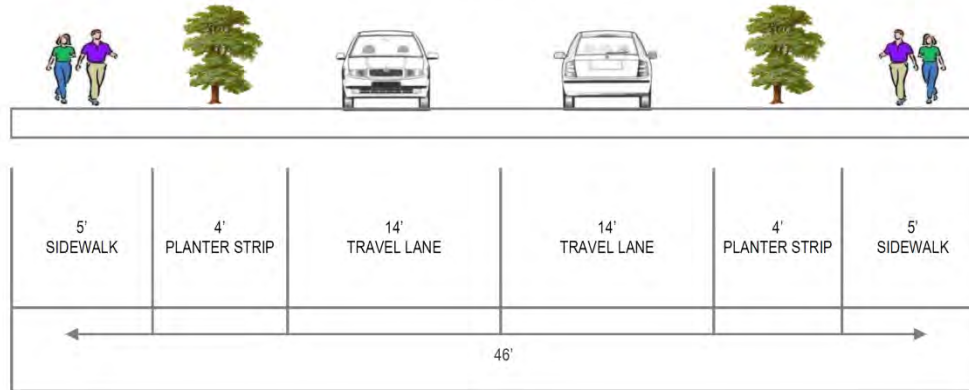 5'
SIDEWALK
4'
PLANTER STRIP
14'
TRAVEL LANE
14'
TRAVEL LANE
4'
PLANTER STRIP
5'
SIDEWALK
46'